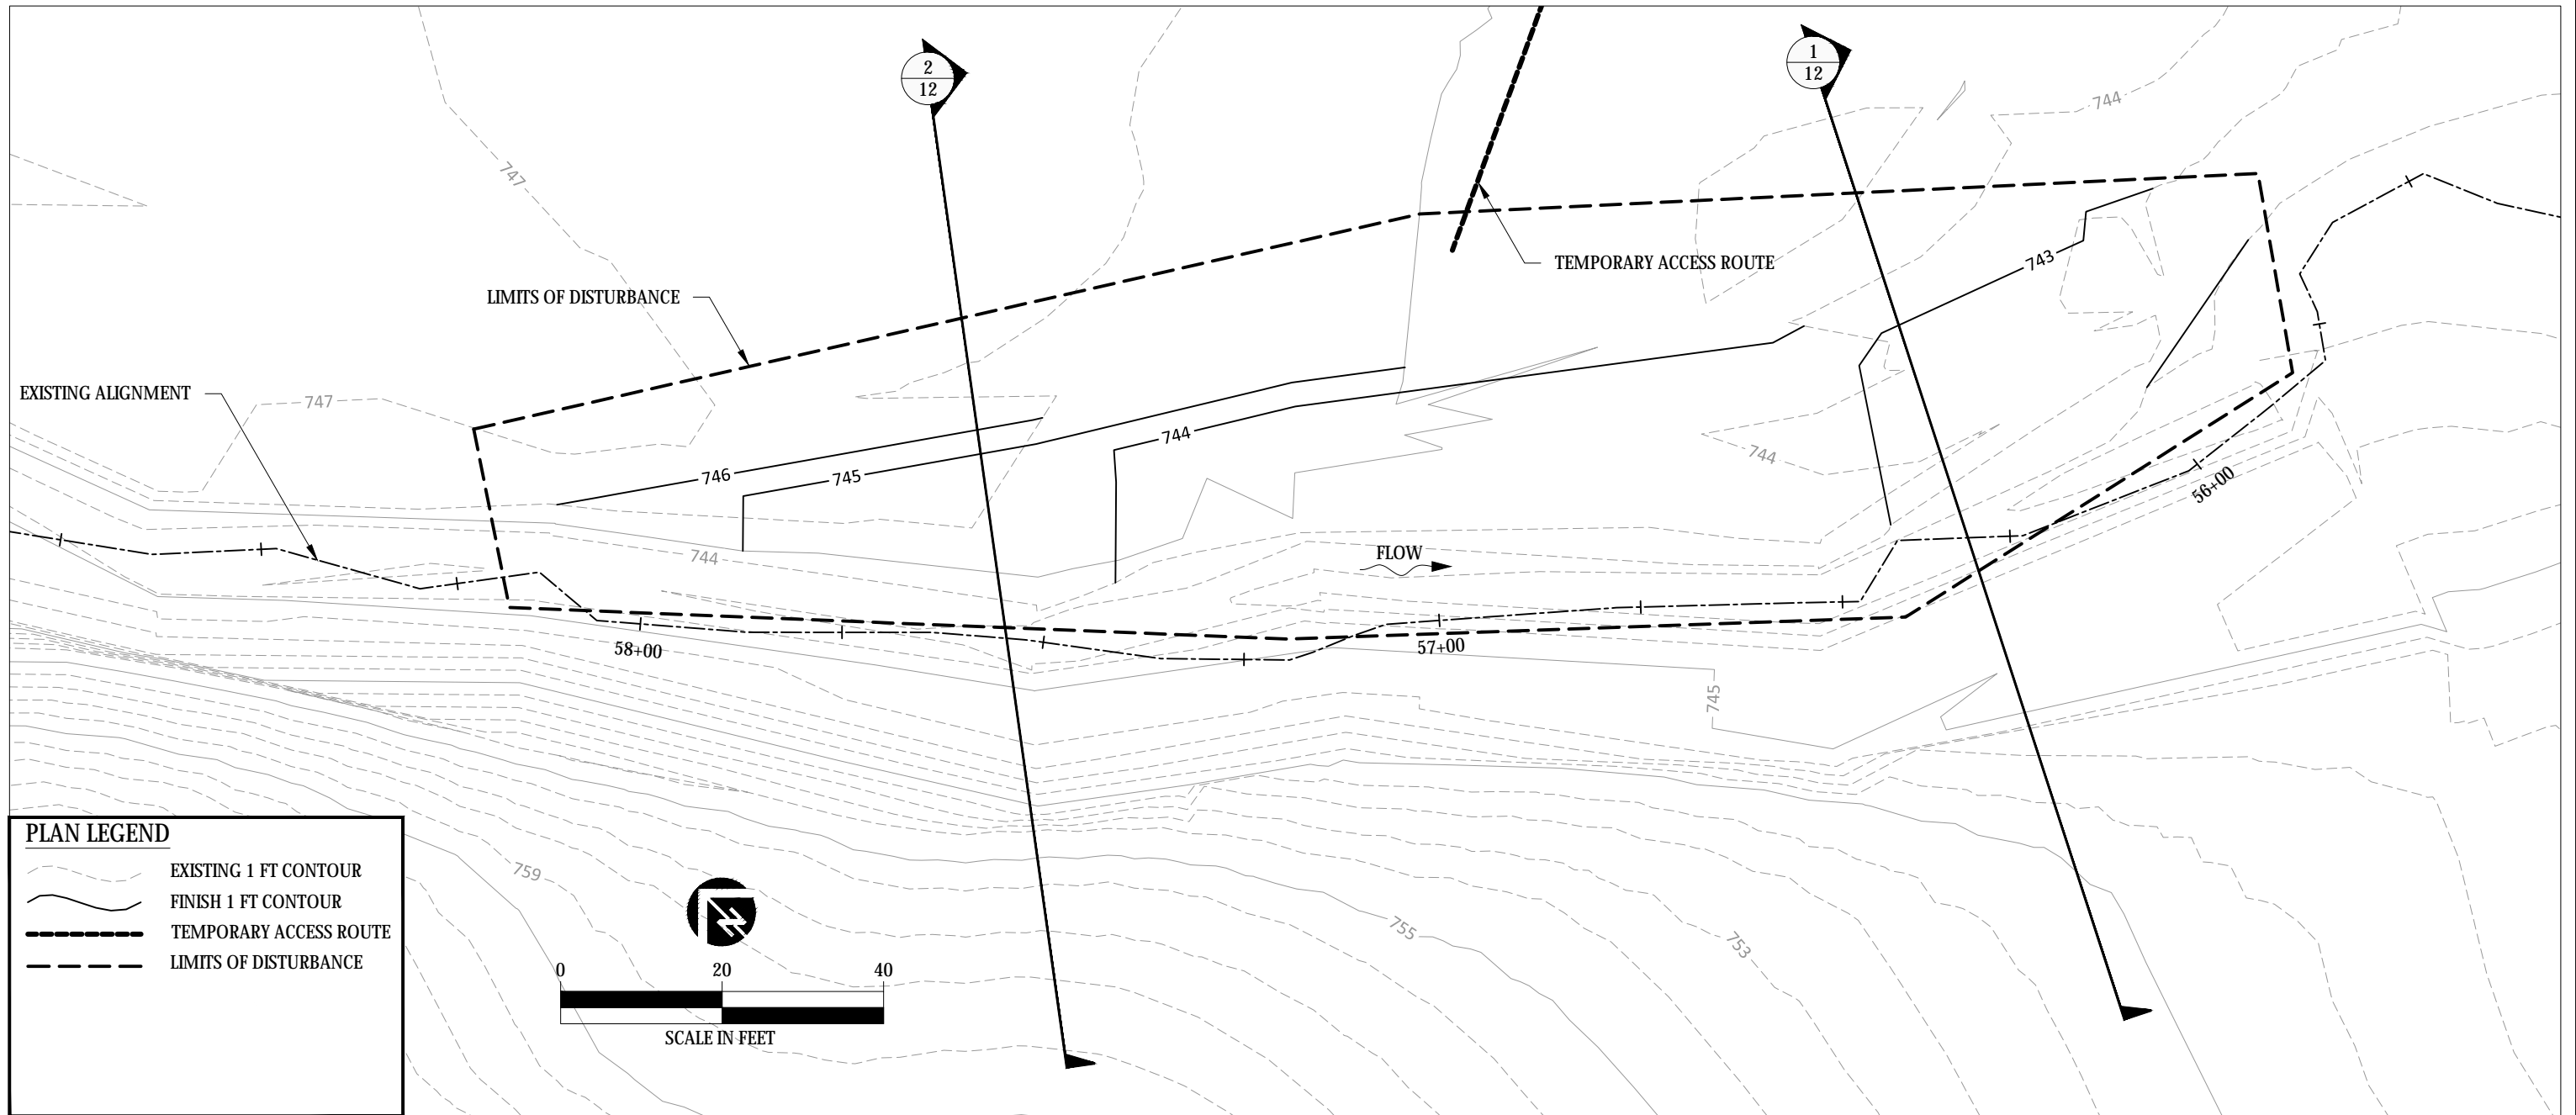 2
12
1
12
744
747
743
TEMPORARY ACCESS ROUTE
LIMITS OF DISTURBANCE
EXISTING ALIGNMENT
747
744
744
746
745
56+00
744
FLOW
58+00
57+00
745
PLAN LEGEND
EXISTING 1 FT CONTOUR
FINISH 1 FT CONTOUR
TEMPORARY ACCESS ROUTE
LIMITS OF DISTURBANCE
759
755
753
0 20 40
SCALE IN FEET